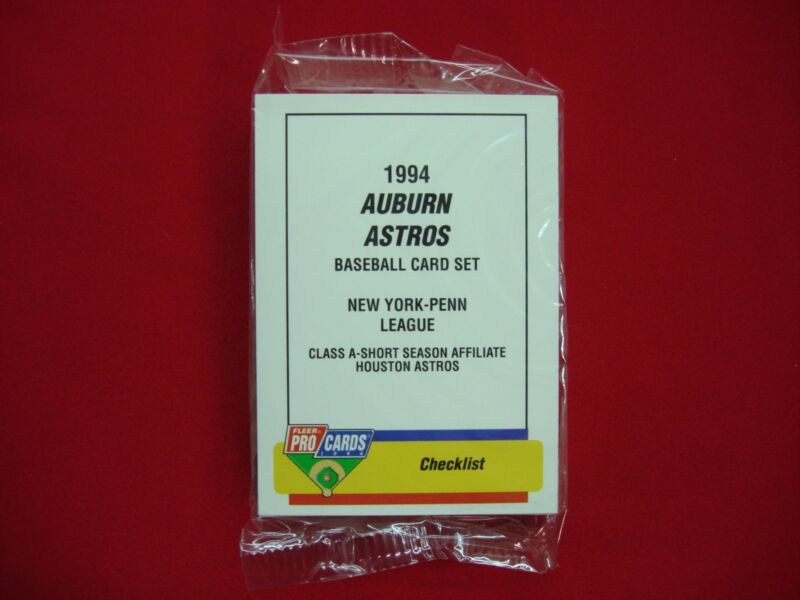 1994
AUBURN
ASTROS
BASEBALL CARD SET
NEW YORK-PENN
LEAGUE
CLASS A-SHORT SEASON AFFILIATE
HOUSTON ASTROS
FLEER®
PRO CARDS®
1994
Checklist